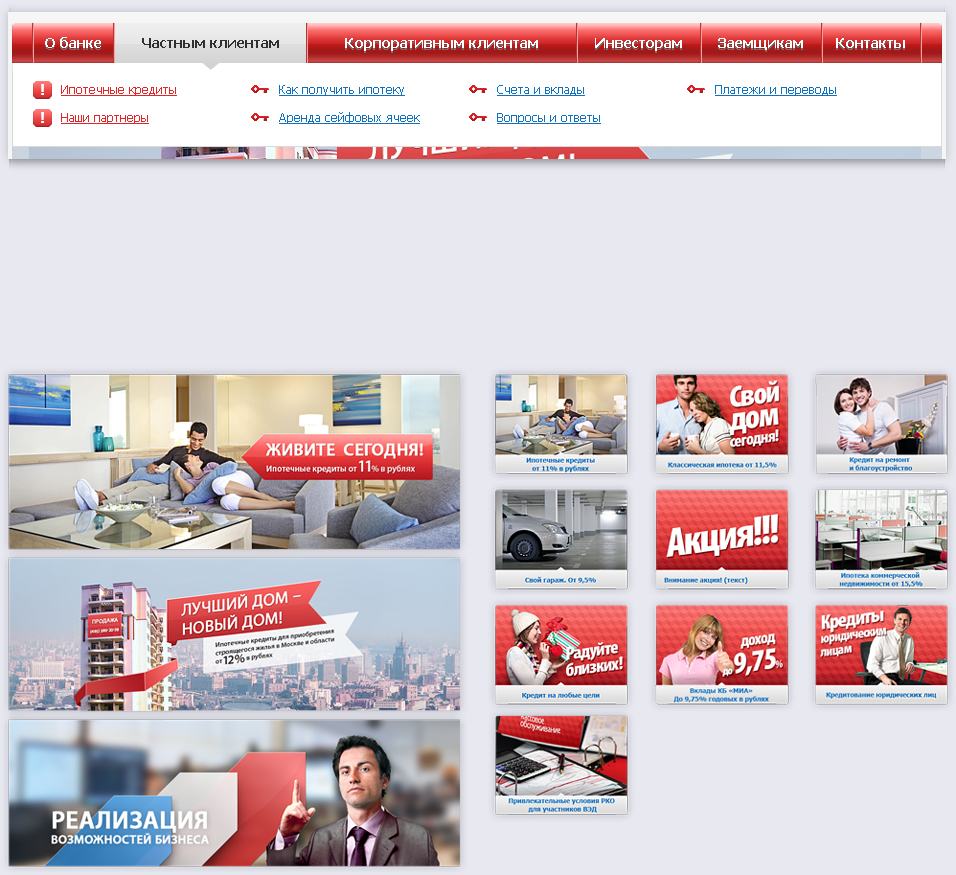 О банке
Частным клиентам
Корпоративным клиентам
Инвесторам
Заемщикам
Контакты
Ипотечные кредиты
Как получить ипотеку
Счета и вклады
Платежи и переводы
Наши партнеры
Аренда сейфовых ячеек
Вопросы и ответы
ЖИВИТЕ СЕГОДНЯ!
Ипотечные кредиты от 11% в рублях
ЛУЧШИЙ ДОМ –
НОВЫЙ ДОМ!
Ипотечные кредиты для приобретения
строящегося жилья в Москве и области
от 12% в рублях
ПРОДАЖА
РЕАЛИЗАЦИЯ
ВОЗМОЖНОСТЕЙ БИЗНЕСА
Ипотечные кредиты
от 11% в рублях
Свой
дом
сегодня!
Классическая ипотека от 11,5%
Кредит на ремонт
и благоустройство
Свой гараж. От 9,5%
Акция!!!
Внимание акция! (текст)
Ипотека коммерческой
недвижимости от 15,5%
близких!
Кредит на любые цели
доход
до 9,75%
Вклады КБ «МИА»
До 9,75% годовых в рублях
Кредиты
юридическим
лицам
Кредитование юридических лиц
обслуживание
Привлекательные условия РКО
для участников ВЭД